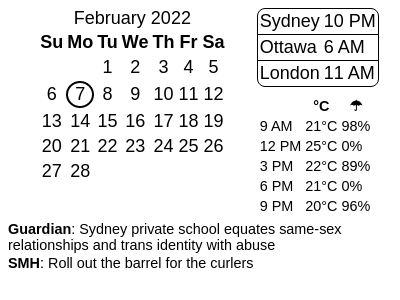 February 2022
Su Mo Tu We Th Fr Sa
1 2 3 4 5
6 7 8 9 10 11 12
13 14 15 16 17 18 19
20 21 22 23 24 25 26
27 28
Sydney 10 PM
Ottawa 6 AM
London 11 AM
°C ☂
9 AM 21°C 98%
12 PM 25°C 0%
3 PM 22°C 89%
6 PM 21°C 0%
9 PM 20°C 96%
Guardian: Sydney private school equates same-sex
relationships and trans identity with abuse
SMH: Roll out the barrel for the curlers